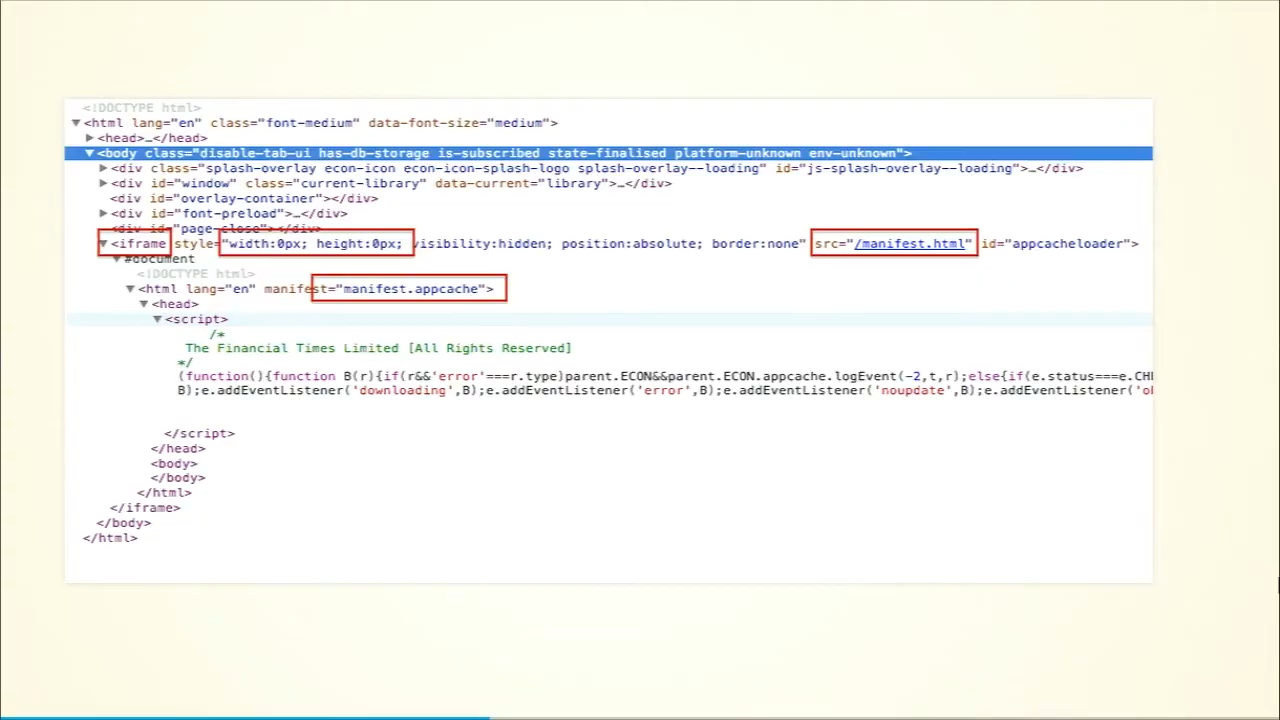 <!DOCTYPE html>
▼<html lang="en" class="font-medium" data-font-size="medium">
▶<head>…</head>
▼<body class="disable-tab-ui has-db-storage is-subscribed state-finalised platform-unknown env-unknown">
▶<div class="splash-overlay econ-icon econ-icon-splash-logo splash-overlay--loading" id="js-splash-overlay--loading">…</div>
▶<div id="window" class="current-library" data-current="library">…</div>
<div id="overlay-container"></div>
▶<div id="font-preload">…</div>
<div id="page-close"></div>
▼<iframe style="width:0px; height:0px; visibility:hidden; position:absolute; border:none" src="/manifest.html" id="appcacheloader">
▼#document
<!DOCTYPE html>
▼<html lang="en" manifest="manifest.appcache">
▼<head>
▼<script>
/*
The Financial Times Limited [All Rights Reserved]
*/
(function(){function B(r){if(r&&'error'===r.type)parent.ECON&&parent.ECON.appcache.logEvent(-2,t,r);else{if(e.status===e.CH
B);e.addEventListener('downloading',B);e.addEventListener('error',B);e.addEventListener('noupdate',B);e.addEventListener('o
</script>
</head>
<body>
</body>
</html>
</iframe>
</body>
</html>